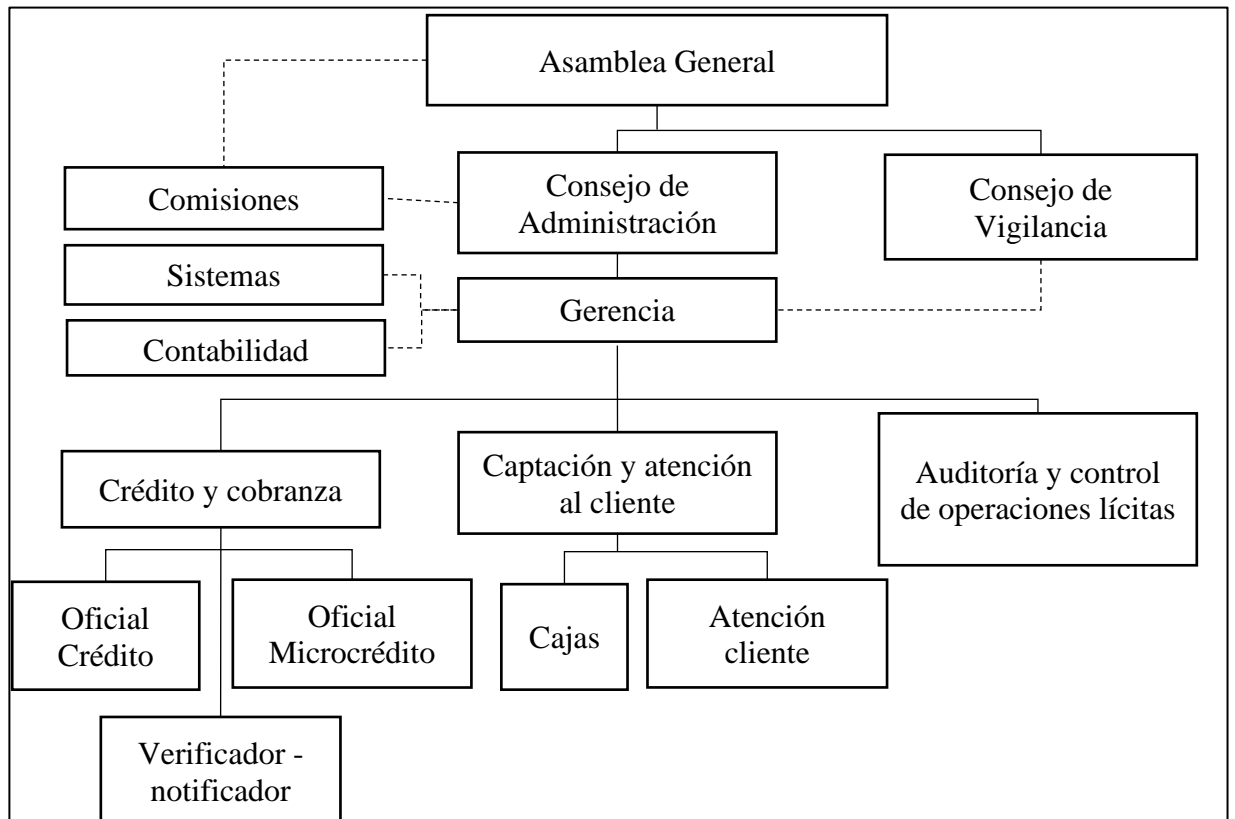 Asamblea General
Comisiones
Consejo de
Administración
Consejo de
Vigilancia
Sistemas
Gerencia
Contabilidad
Crédito y cobranza
Captación y atención
al cliente
Auditoría y control
de operaciones lícitas
Oficial
Crédito
Oficial
Microcrédito
Cajas
Atención
cliente
Verificador -
notificador